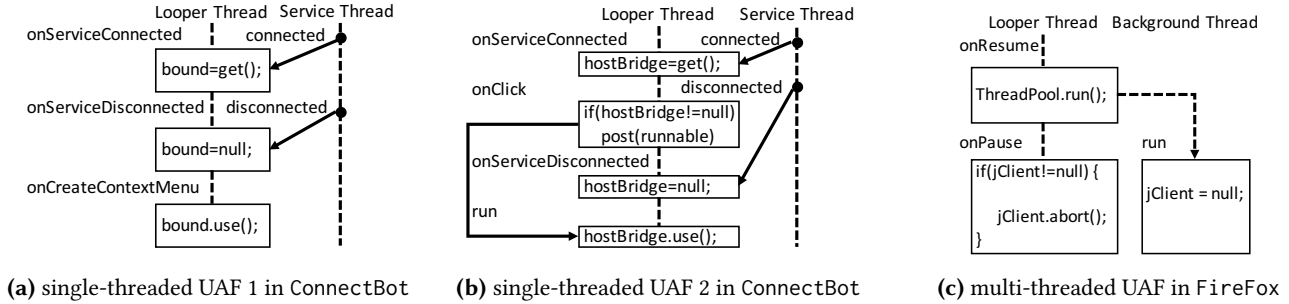 Looper Thread Service Thread
onServiceConnected connected
bound=get();
onServiceDisconnected disconnected
bound=null;
onCreateContextMenu
bound.use();
(a) single-threaded UAF 1 in ConnectBot
Looper Thread Service Thread
onServiceConnected connected
hostBridge=get();
onClick disconnected
if(hostBridge!=null)
post(runnable)
onServiceDisconnected
hostBridge=null;
run
hostBridge.use();
(b) single-threaded UAF 2 in ConnectBot
Looper Thread Background Thread
onResume
ThreadPool.run();
onPause run
if(jClient!=null) {
jClient = null;
jClient.abort();
}
(c) multi-threaded UAF in FireFox